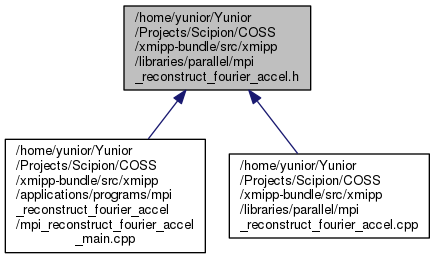 /home/yunior/Yunior
/Projects/Scipion/COSS
/xmipp-bundle/src/xmipp
/libraries/parallel/mpi
_reconstruct_fourier_accel.h
/home/yunior/Yunior
/Projects/Scipion/COSS
/xmipp-bundle/src/xmipp
/applications/programs/mpi
_reconstruct_fourier_accel
/mpi_reconstruct_fourier_accel
_main.cpp
/home/yunior/Yunior
/Projects/Scipion/COSS
/xmipp-bundle/src/xmipp
/libraries/parallel/mpi
_reconstruct_fourier_accel.cpp